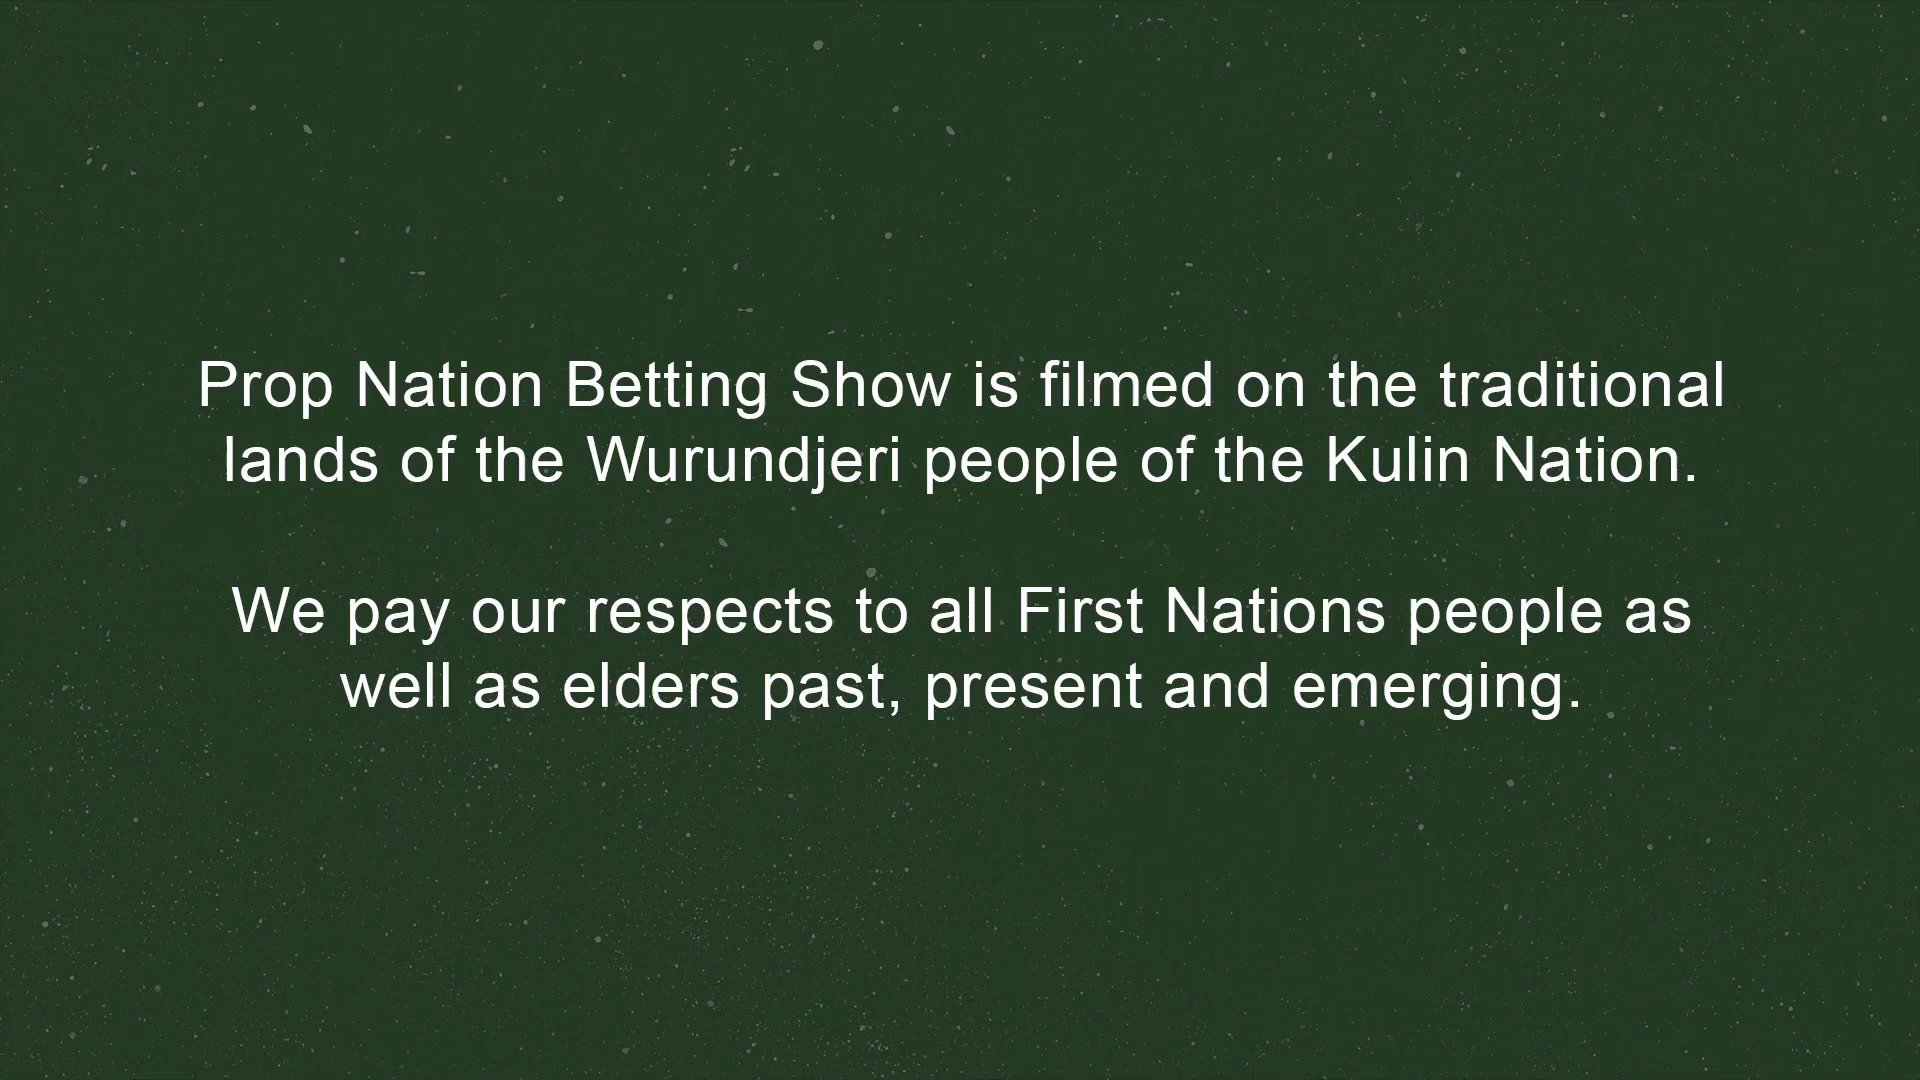 Prop Nation Betting Show is filmed on the traditional
lands of the Wurundjeri people of the Kulin Nation.
We pay our respects to all First Nations people as
well as elders past, present and emerging.